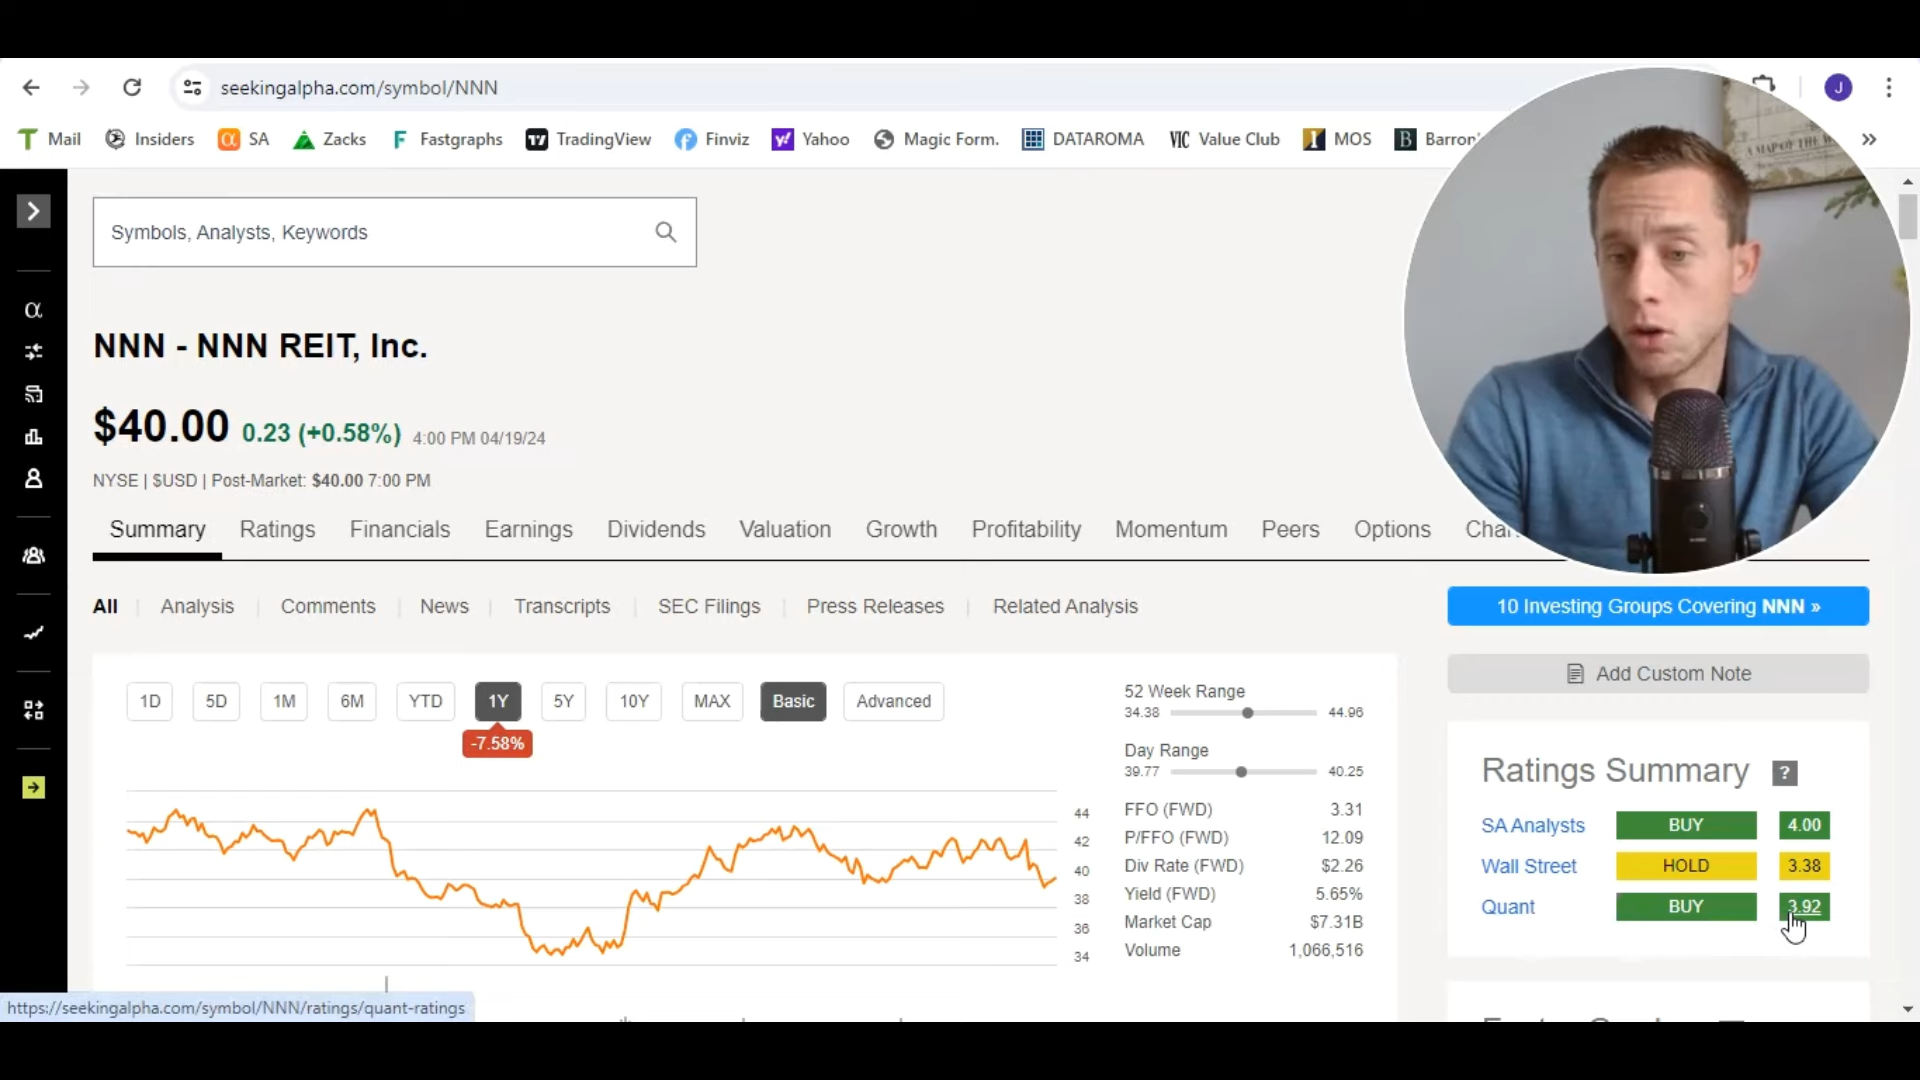 seekingalpha.com/symbol/NNN
J
Mail Insiders SA Zacks Fastgraphs TradingView Finviz Yahoo Magic Form. DATAROMA VIC Value Club MOS Barron'
A MAP OF THE W
Symbols, Analysts, Keywords
NNN - NNN REIT, Inc.
$40.00 0.23 (+0.58%) 4:00 PM 04/19/24
NYSE | $USD | Post-Market: $40.00 7:00 PM
Summary Ratings Financials Earnings Dividends Valuation Growth Profitability Momentum Peers Options Char
All Analysis Comments News Transcripts SEC Filings Press Releases Related Analysis
10 Investing Groups Covering NNN »
Add Custom Note
1D 5D 1M 6M YTD 1Y 5Y 10Y MAX Basic Advanced
-7.58%
44
42
40
38
36
34
52 Week Range
34.38 44.96
Day Range
39.77 40.25
FFO (FWD) 3.31
P/FFO (FWD) 12.09
Div Rate (FWD) $2.26
Yield (FWD) 5.65%
Market Cap $7.31B
Volume 1,066,516
Ratings Summary ?
SA Analysts BUY 4.00
Wall Street HOLD 3.38
Quant BUY 3.92
https://seekingalpha.com/symbol/NNN/ratings/quant-ratings